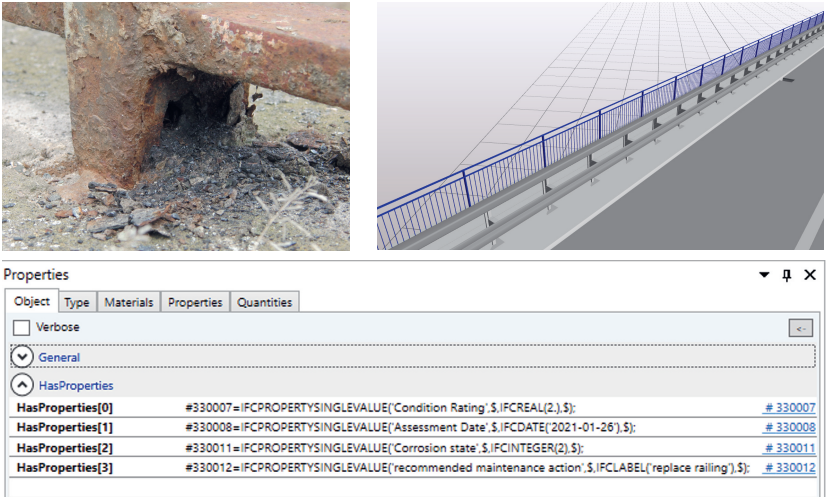 Properties
Object Type Materials Properties Quantities
Verbose
<-
General
HasProperties
HasProperties[0] #330007=IFCPROPERTYSINGLEVALUE('Condition Rating',$,IFCREAL(2.),$); # 330007
HasProperties[1] #330008=IFCPROPERTYSINGLEVALUE('Assessment Date',$,IFCDATE('2021-01-26'),$); # 330008
HasProperties[2] #330011=IFCPROPERTYSINGLEVALUE('Corrosion state',$,IFCINTEGER(2),$); # 330011
HasProperties[3] #330012=IFCPROPERTYSINGLEVALUE('recommended maintenance action',$,IFCLABEL('replace railing'),$); # 330012